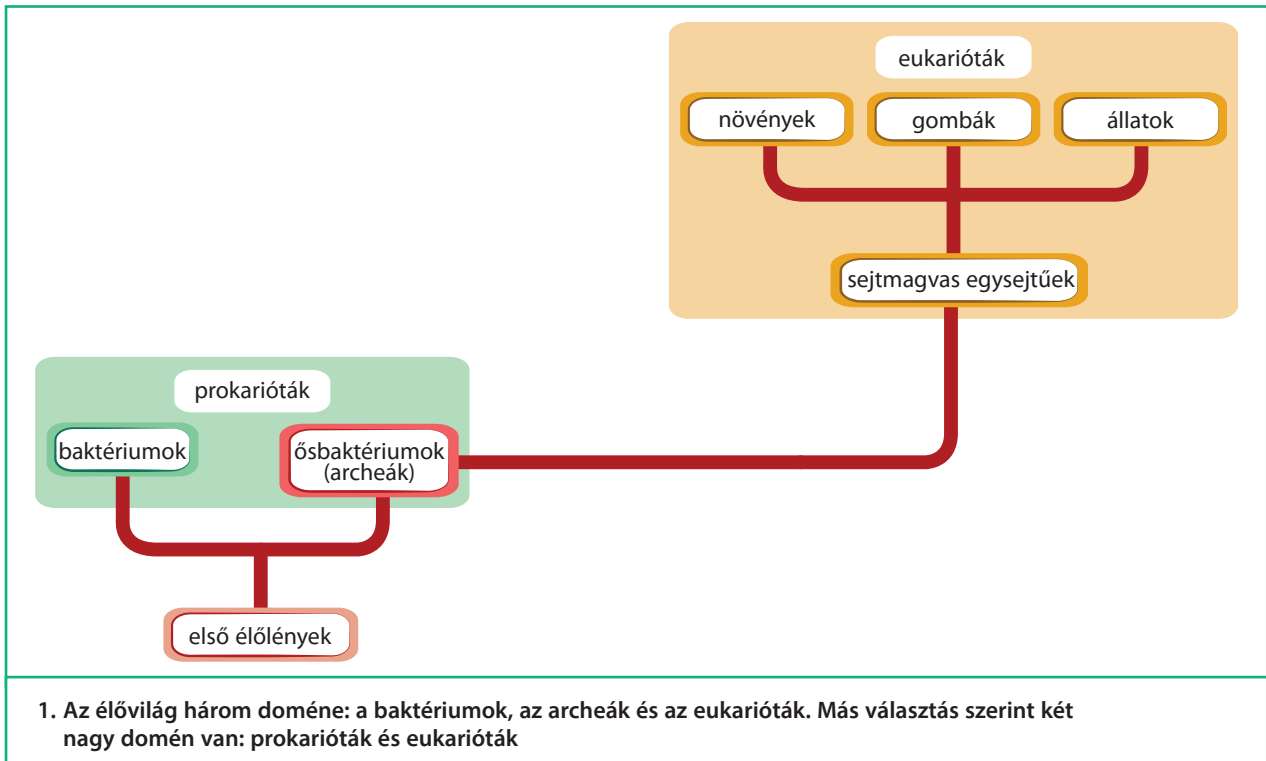 eukarióták
növények
gombák
állatok
sejtmagvas egysejtűek
prokarióták
baktériumok
ősbaktériumok
(archeák)
első élőlények
1. Az élővilág három doméne: a baktériumok, az archeák és az eukarióták. Más választás szerint két
nagy domén van: prokarióták és eukarióták